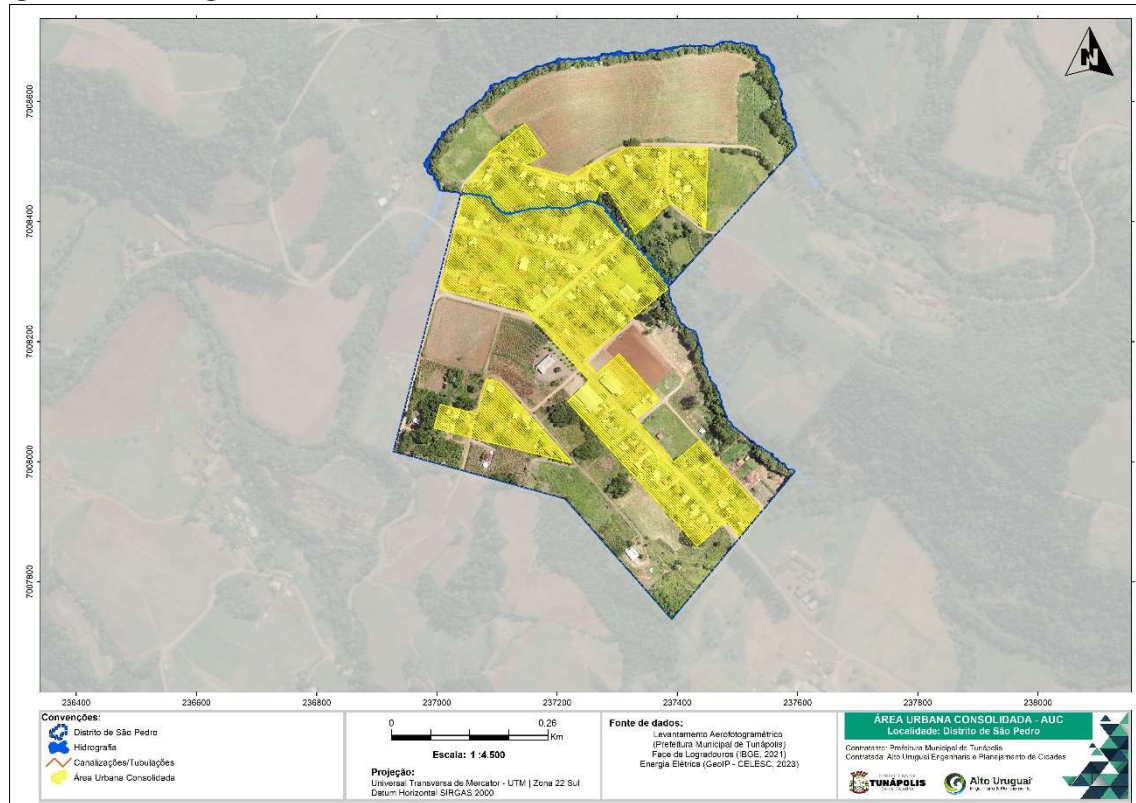 7008600
7008400
7008200
7008000
7007800
N
236400
236600
236800
237000
237200
237400
237600
237800
238000
Convenções:
Distrito de São Pedro
Hidrografia
Canalizações/Tubulações
Área Urbana Consolidada
0
0,26
Km
Escala: 1 :4.500
Projeção:
Universal Transversa de Mercator - UTM | Zona 22 Sul
Datum Horizontal SIRGAS 2000
Fonte de dados:
Levantamento Aerofotogramétrico
(Prefeitura Municipal de Tunápolis)
Face de Logradouros (IBGE, 2021)
Energia Elétrica (GeoIP - CELESC, 2023)
ÁREA URBANA CONSOLIDADA - AUC
Localidade: Distrito de São Pedro
Contratante: Prefeitura Municipal de Tunápolis
Contratada: Alto Uruguai Engenharia e Planejamento de Cidades
TUNÁPOLIS
Alto Uruguai